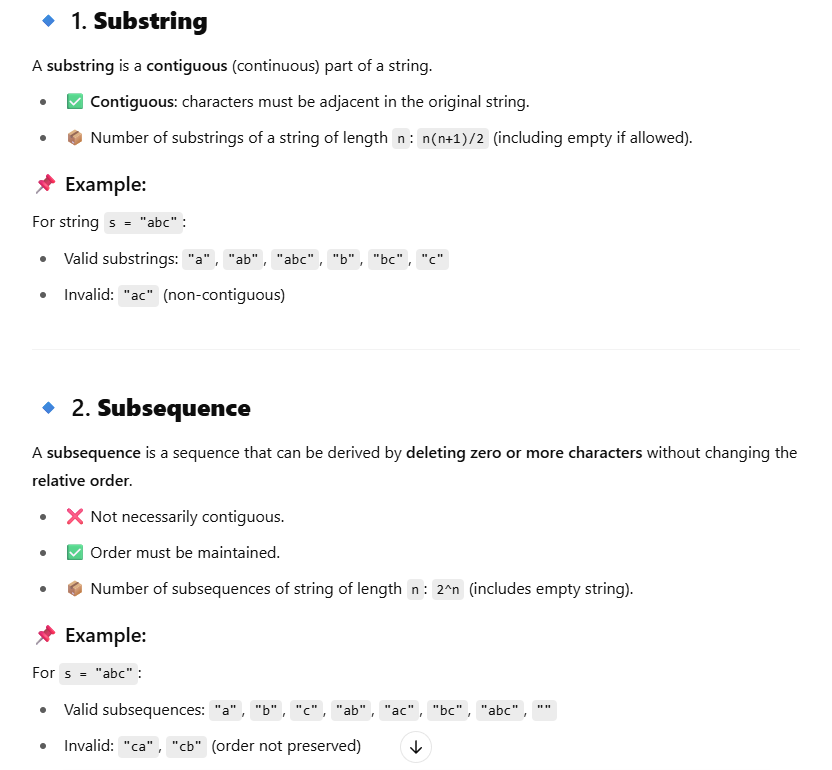 1. Substring
A substring is a contiguous (continuous) part of a string.
Contiguous: characters must be adjacent in the original string.
Number of substrings of a string of length n: n(n+1)/2 (including empty if allowed).
Example:
For string s = "abc":
Valid substrings: "a", "ab", "abc", "b", "bc", "c"
Invalid: "ac" (non-contiguous)
2. Subsequence
A subsequence is a sequence that can be derived by deleting zero or more characters without changing the
relative order.
Not necessarily contiguous.
Order must be maintained.
Number of subsequences of string of length n: 2^n (includes empty string).
Example:
For s = "abc":
Valid subsequences: "a", "b", "c", "ab", "ac", "bc", "abc", ""
Invalid: "ca", "cb" (order not preserved)